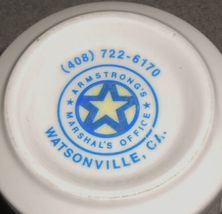 (408) 722-6170
ARMSTRONG'S
MARSHAL'S OFFICE
WATSONVILLE, CA.